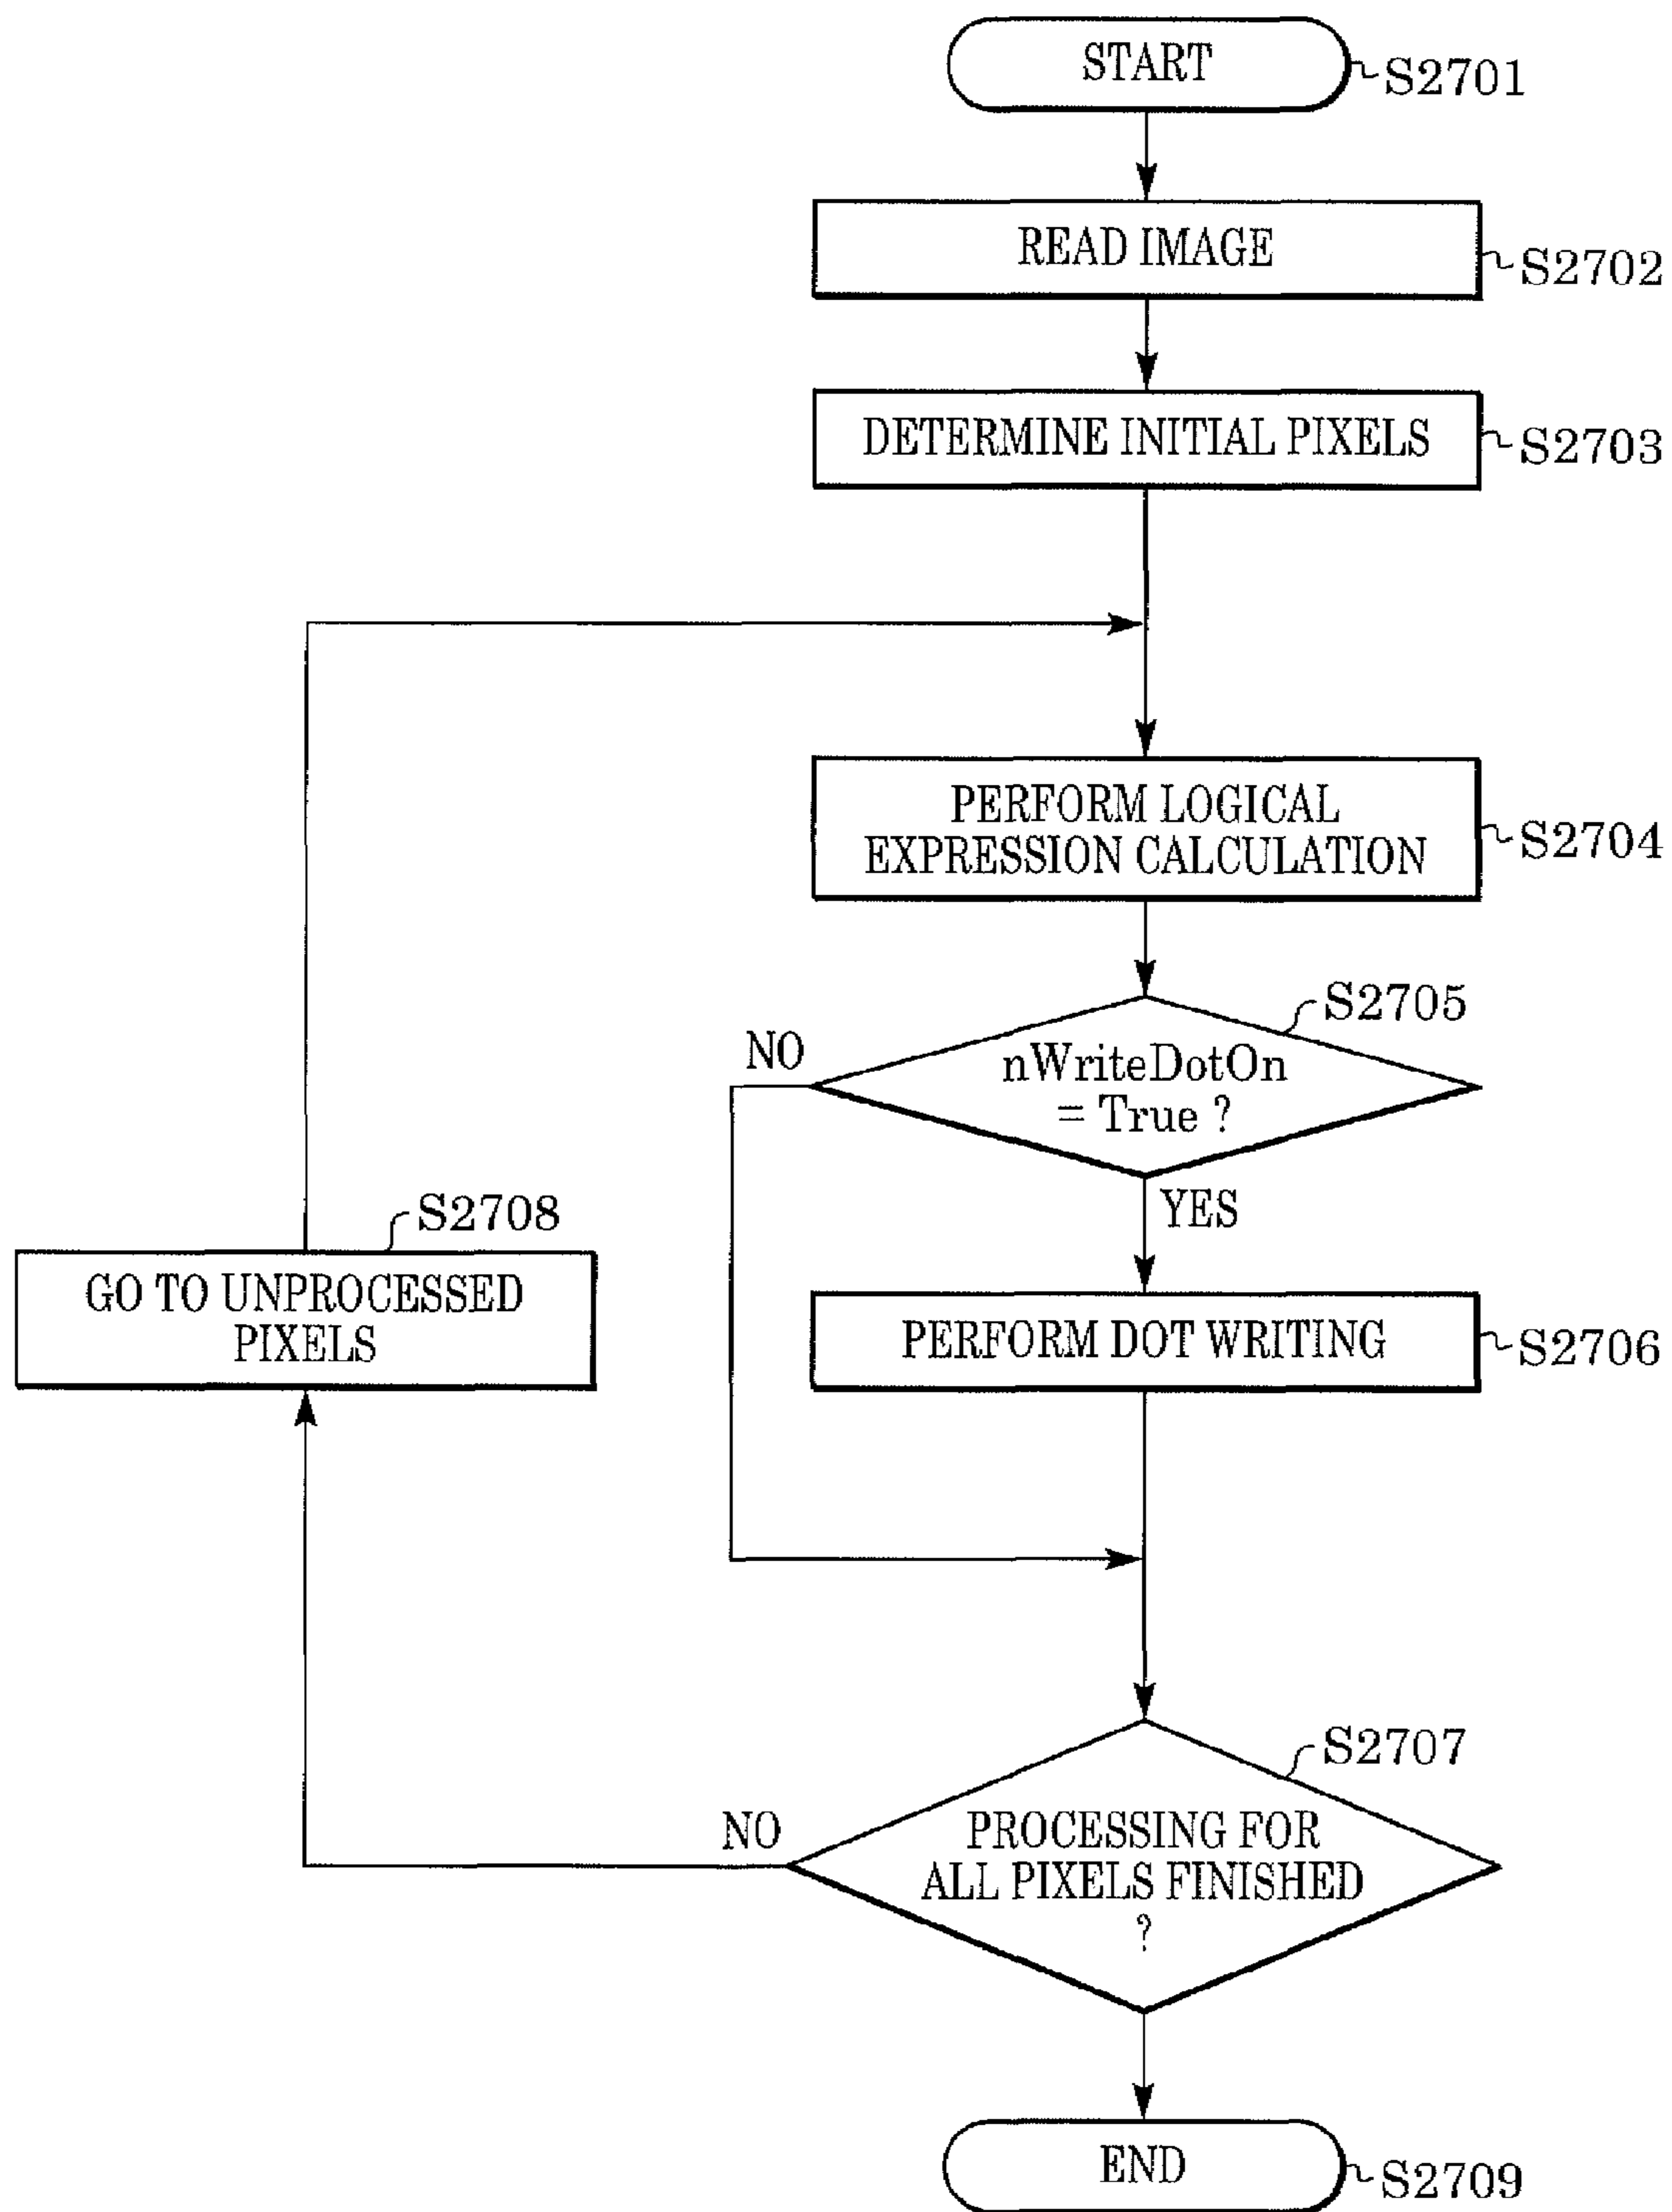 START
S2701
READ IMAGE
S2702
DETERMINE INITIAL PIXELS
S2703
PERFORM LOGICAL
EXPRESSION CALCULATION
S2704
S2705
NO
nWriteDotOn
= True ?
YES
S2708
GO TO UNPROCESSED
PIXELS
PERFORM DOT WRITING
S2706
S2707
NO
PROCESSING FOR
ALL PIXELS FINISHED
?
END
S2709